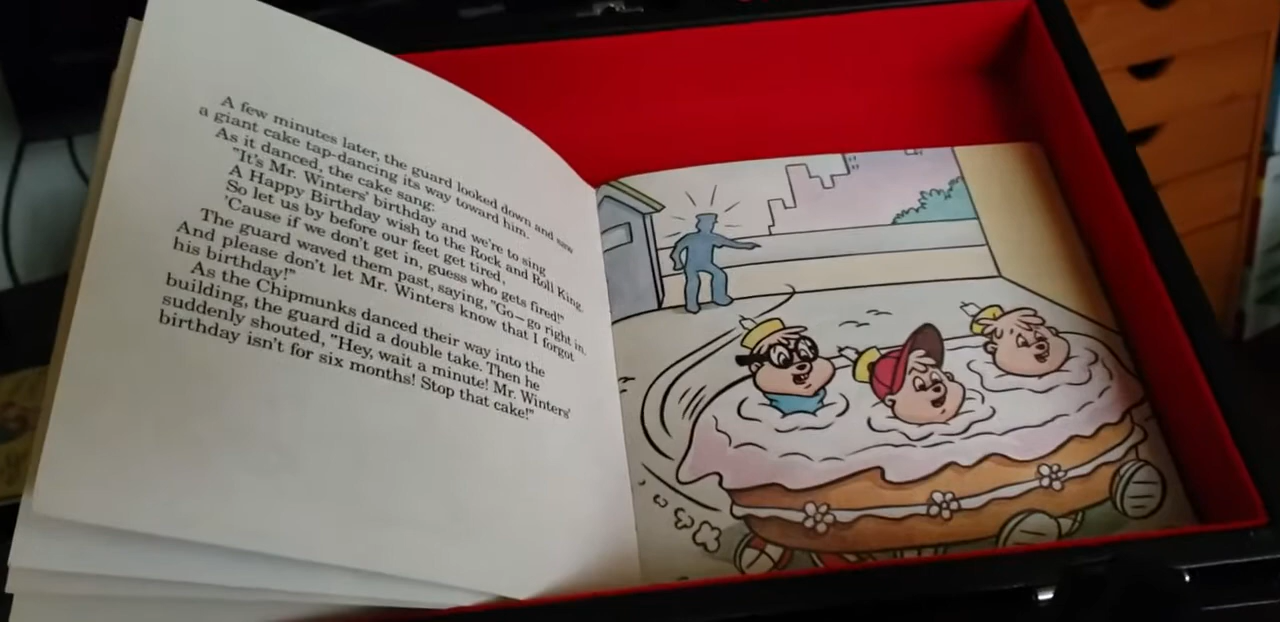 A few minutes later, the guard looked down and saw
a giant cake tap-dancing its way toward him.
As it danced, the cake sang:
"It's Mr. Winters' birthday and we're to sing
A Happy Birthday wish to the Rock and Roll King.
So let us by before our feet get tired,
'Cause if we don't get in, guess who gets fired!"
The guard waved them past, saying, "Go—go right in.
And please don't let Mr. Winters know that I forgot
his birthday!"
As the Chipmunks danced their way into the
building, the guard did a double take. Then he
suddenly shouted, "Hey, wait a minute! Mr. Winters'
birthday isn't for six months! Stop that cake!"